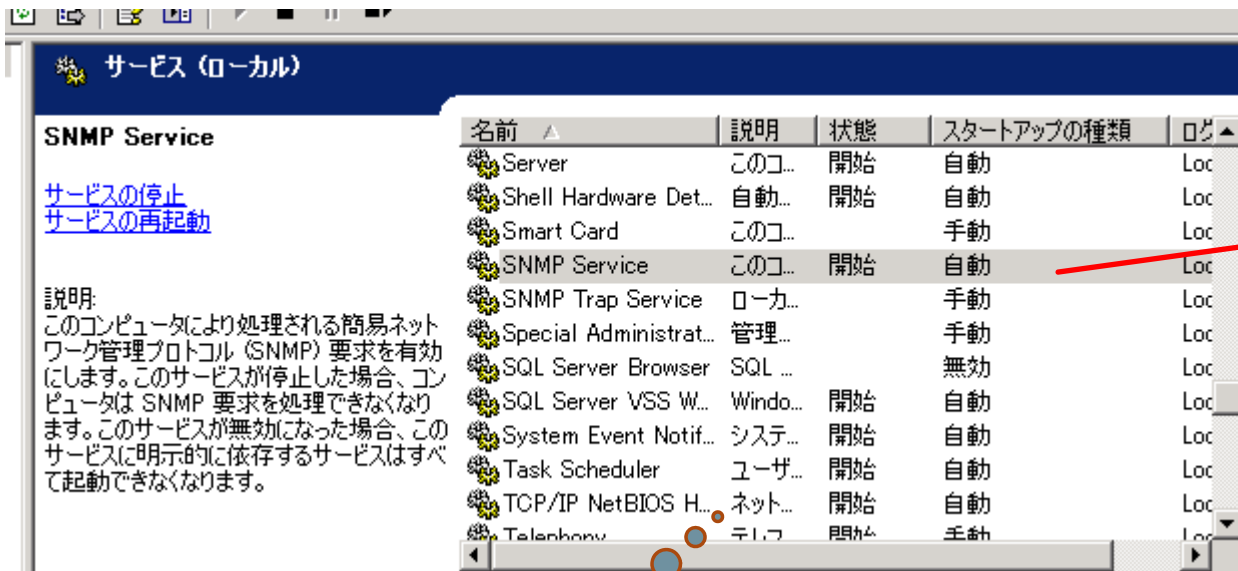 サービス (ローカル)
SNMP Service
サービスの停止
サービスの再起動
説明:
このコンピュータにより処理される簡易ネット
ワーク管理プロトコル (SNMP) 要求を有効
にします。このサービスが停止した場合、コン
ピュータは SNMP 要求を処理できなくなり
ます。このサービスが無効になった場合、この
サービスに明示的に依存するサービスはすべ
て起動できなくなります。
名前 説明 状態 スタートアップの種類 ログ
Server このコ... 開始 自動 Loc
Shell Hardware Det... 自動... 開始 自動 Loc
Smart Card このコ... 手動 Loc
SNMP Service このコ... 開始 自動 Loc
SNMP Trap Service ローカ... 手動 Loc
Special Administrat... 管理... 手動 Loc
SQL Server Browser SQL ... 無効 Loc
SQL Server VSS W... Windo... 開始 自動 Loc
System Event Notif... システ... 開始 自動 Loc
Task Scheduler ユーザ... 開始 自動 Loc
TCP/IP NetBIOS H... ネット... 開始 自動 Loc
Telephony テレフ 開始 手動 Loc